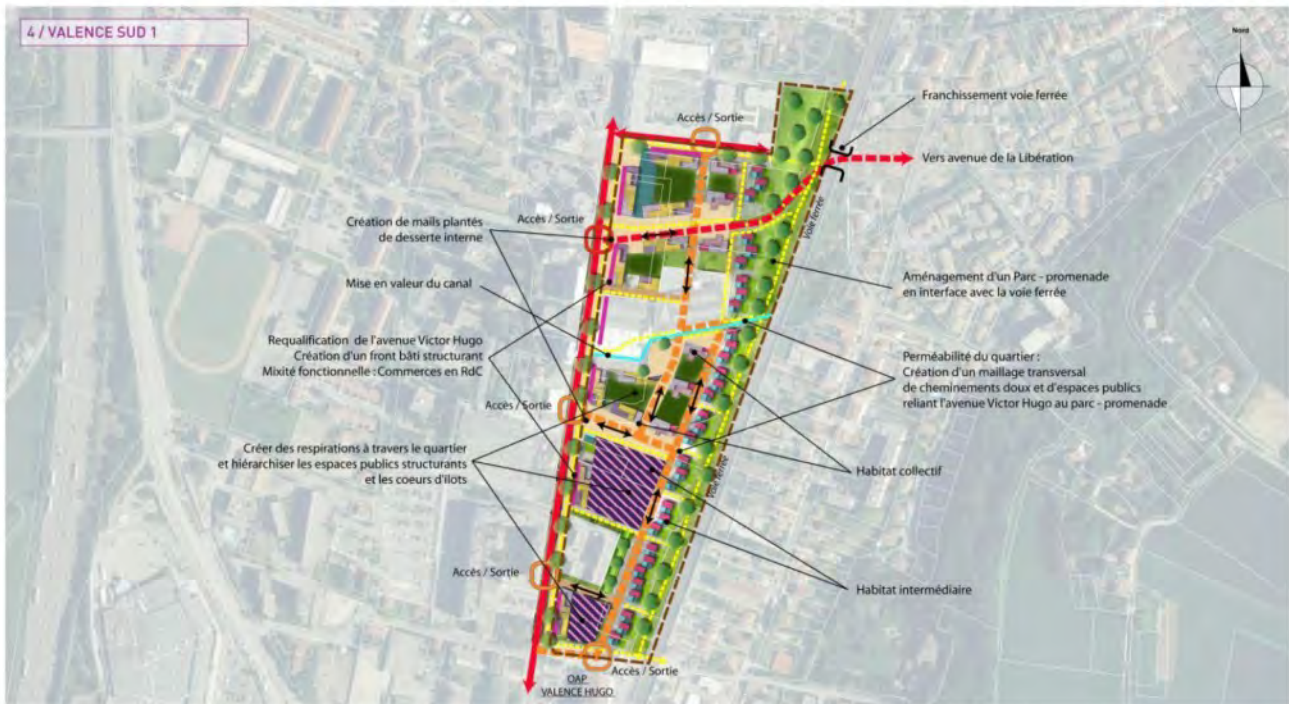 4 / VALENCE SUD 1
Nord
Franchissement voie ferrée
Accès / Sortie
Vers avenue de la Libération
Accès / Sortie
Création de mails plantés
de desserte interne
voie ferrée
Mise en valeur du canal
Aménagement d'un Parc - promenade
en interface avec la voie ferrée
Requalification de l'avenue Victor Hugo
Création d'un front bâti structurant
Mixité fonctionnelle : Commerces en RdC
Perméabilité du quartier :
Création d'un maillage transversal
de cheminements doux et d'espaces publics
reliant l'avenue Victor Hugo au parc - promenade
Accès / Sortie
Créer des respirations à travers le quartier
et hiérarchiser les espaces publics structurants
et les coeurs d'ilots
Habitat collectif
voie ferrée
Accès / Sortie
Habitat intermédiaire
Accès / Sortie
OAP
VALENCE HUGO